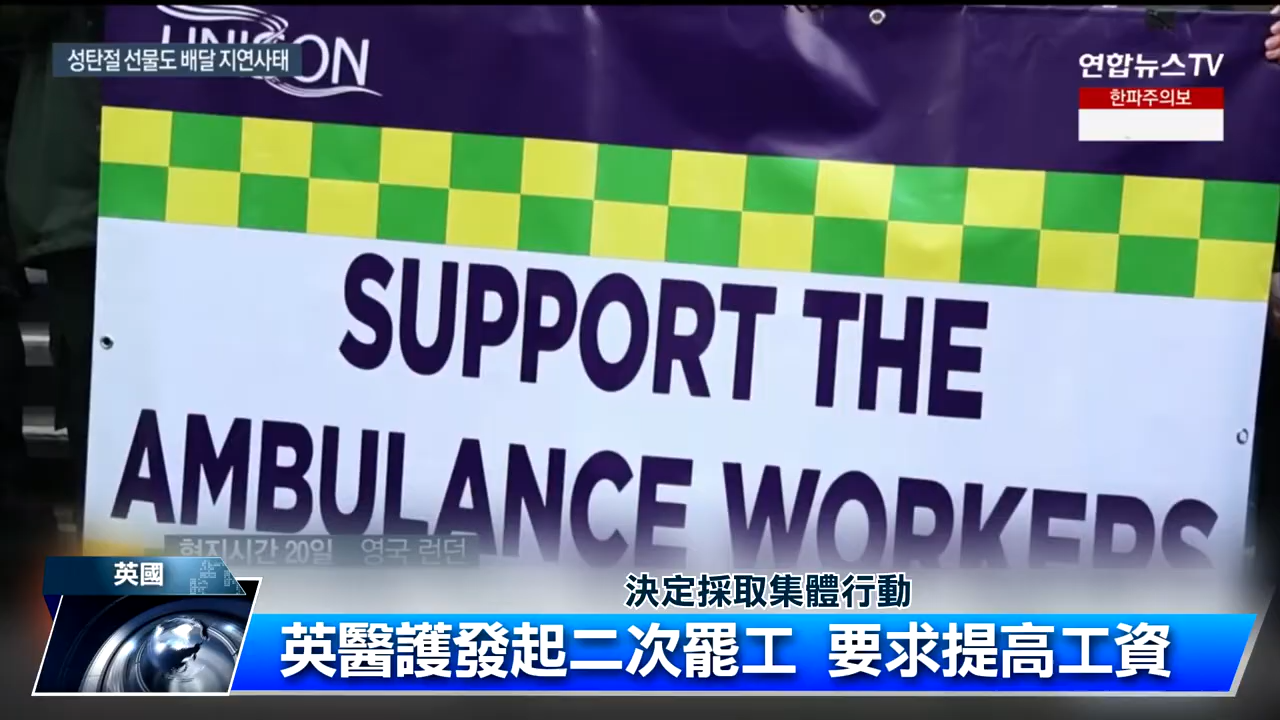 UNISON
성탄절 선물도 배달 지연사태
연합뉴스TV
한파주의보
SUPPORT THE
AMBULANCE WORKERS
현지시간 20일 영국 런던
英國
決定採取集體行動
英醫護發起二次罷工 要求提高工資